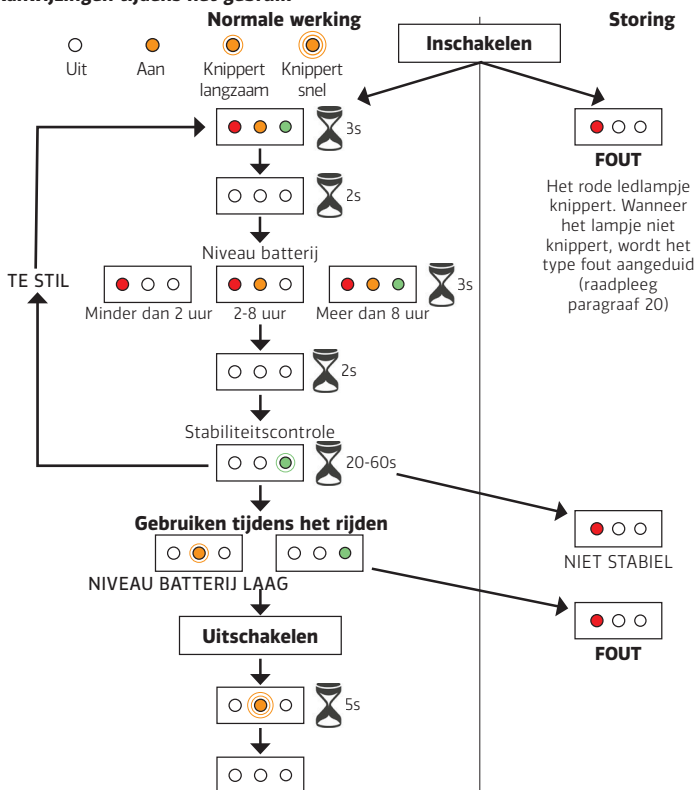 Normale werking
Storing
Inschakelen
Uit
Aan
Knippert
langzaam
Knippert
snel
3s
FOUT
2s
Het rode ledlampje
knippert. Wanneer
het lampje niet
knippert, wordt het
type fout aangeduid
(raadpleeg
paragraaf 20)
Niveau batterij
TE STIL
3s
Minder dan 2 uur
2-8 uur
Meer dan 8 uur
2s
Stabiliteitscontrole
20-60s
Gebruiken tijdens het rijden
NIET STABIEL
NIVEAU BATTERIJ LAAG
Uitschakelen
FOUT
5s